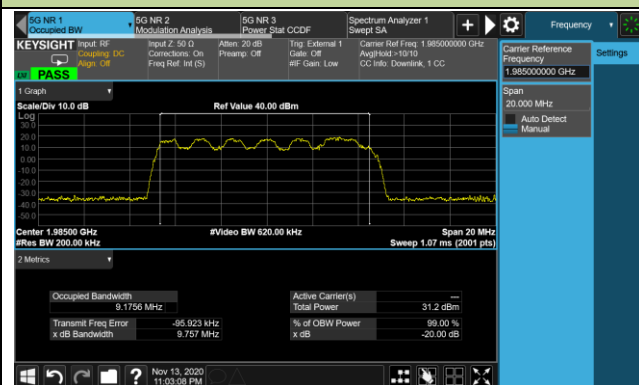 5G NR 1
Occupied BW
5G NR 2
Modulation Analysis
5G NR 3
Power Stat CCDF
Spectrum Analyzer 1
Swept SA
Frequency
KEYSIGHT
Input: RF
Coupling: DC
Align: Off
Input Z: 50 Ω
Corrections: On
Freq Ref: Int (S)
Atten: 20 dB
Preamp: Off
Trig: External 1
Gate: Off
#IF Gain: Low
Carrier Ref Freq: 1.985000000 GHz
Avg|Hold:>10/10
CC Info: Downlink, 1 CC
PASS
Carrier Reference
Frequency
1.985000000 GHz
Settings
Span
20.000 MHz
Auto Detect
Manual
1 Graph
Scale/Div 10.0 dB
Ref Value 40.00 dBm
Log
30.0
20.0
10.0
0.00
-10.0
-20.0
-30.0
-40.0
-50.0
Center 1.98500 GHz
#Video BW 620.00 kHz
Span 20 MHz
#Res BW 200.00 kHz
Sweep 1.07 ms (2001 pts)
2 Metrics
Occupied Bandwidth
9.1756 MHz
Active Carrier(s)
—
Total Power
31.2 dBm
Transmit Freq Error
-95.923 kHz
% of OBW Power
99.00 %
x dB Bandwidth
9.757 MHz
x dB
-20.00 dB
?
Nov 13, 2020
11:03:08 PM